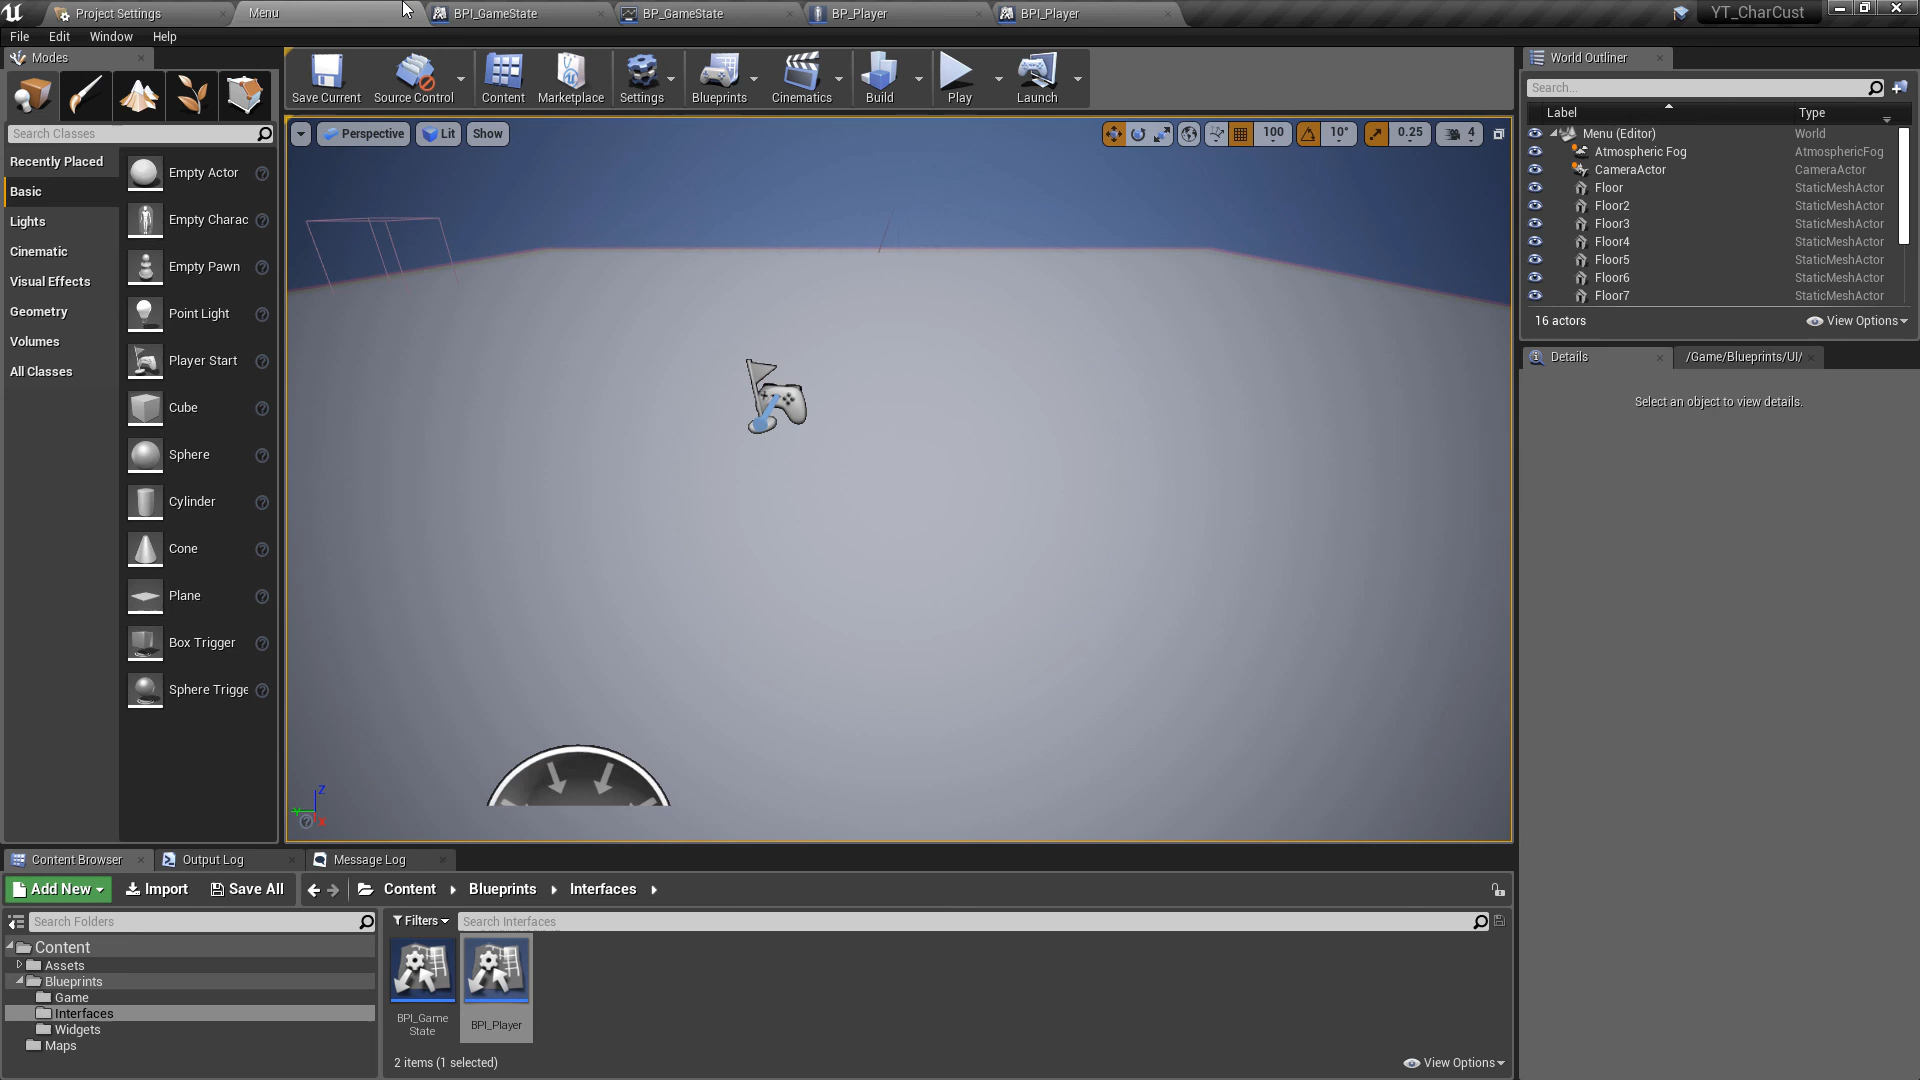 Project Settings
Menu
BPI_GameState
BP_GameState
BP_Player
BPI_Player
YT_CharCust
File
Edit
Window
Help
Modes
Save Current
Source Control
Content
Marketplace
Settings
Blueprints
Cinematics
Build
Play
Launch
World Outliner
Search...
Label
Type
Menu (Editor)
World
Atmospheric Fog
AtmosphericFog
CameraActor
CameraActor
Floor
StaticMeshActor
Floor2
StaticMeshActor
Floor3
StaticMeshActor
Floor4
StaticMeshActor
Floor5
StaticMeshActor
Floor6
StaticMeshActor
Floor7
StaticMeshActor
16 actors
View Options
Details
/Game/Blueprints/UI/
Select an object to view details.
Search Classes
Recently Placed
Basic
Lights
Cinematic
Visual Effects
Geometry
Volumes
All Classes
Empty Actor
Empty Charac
Empty Pawn
Point Light
Player Start
Cube
Sphere
Cylinder
Cone
Plane
Box Trigger
Sphere Trigge
Perspective
Lit
Show
100
10°
0.25
4
Z
Y
X
Content Browser
Output Log
Message Log
Add New
Import
Save All
Content
Blueprints
Interfaces
Search Folders
Filters
Search Interfaces
Content
Assets
Blueprints
Game
Interfaces
Widgets
Maps
BPI_Game
State
BPI_Player
2 items (1 selected)
View Options